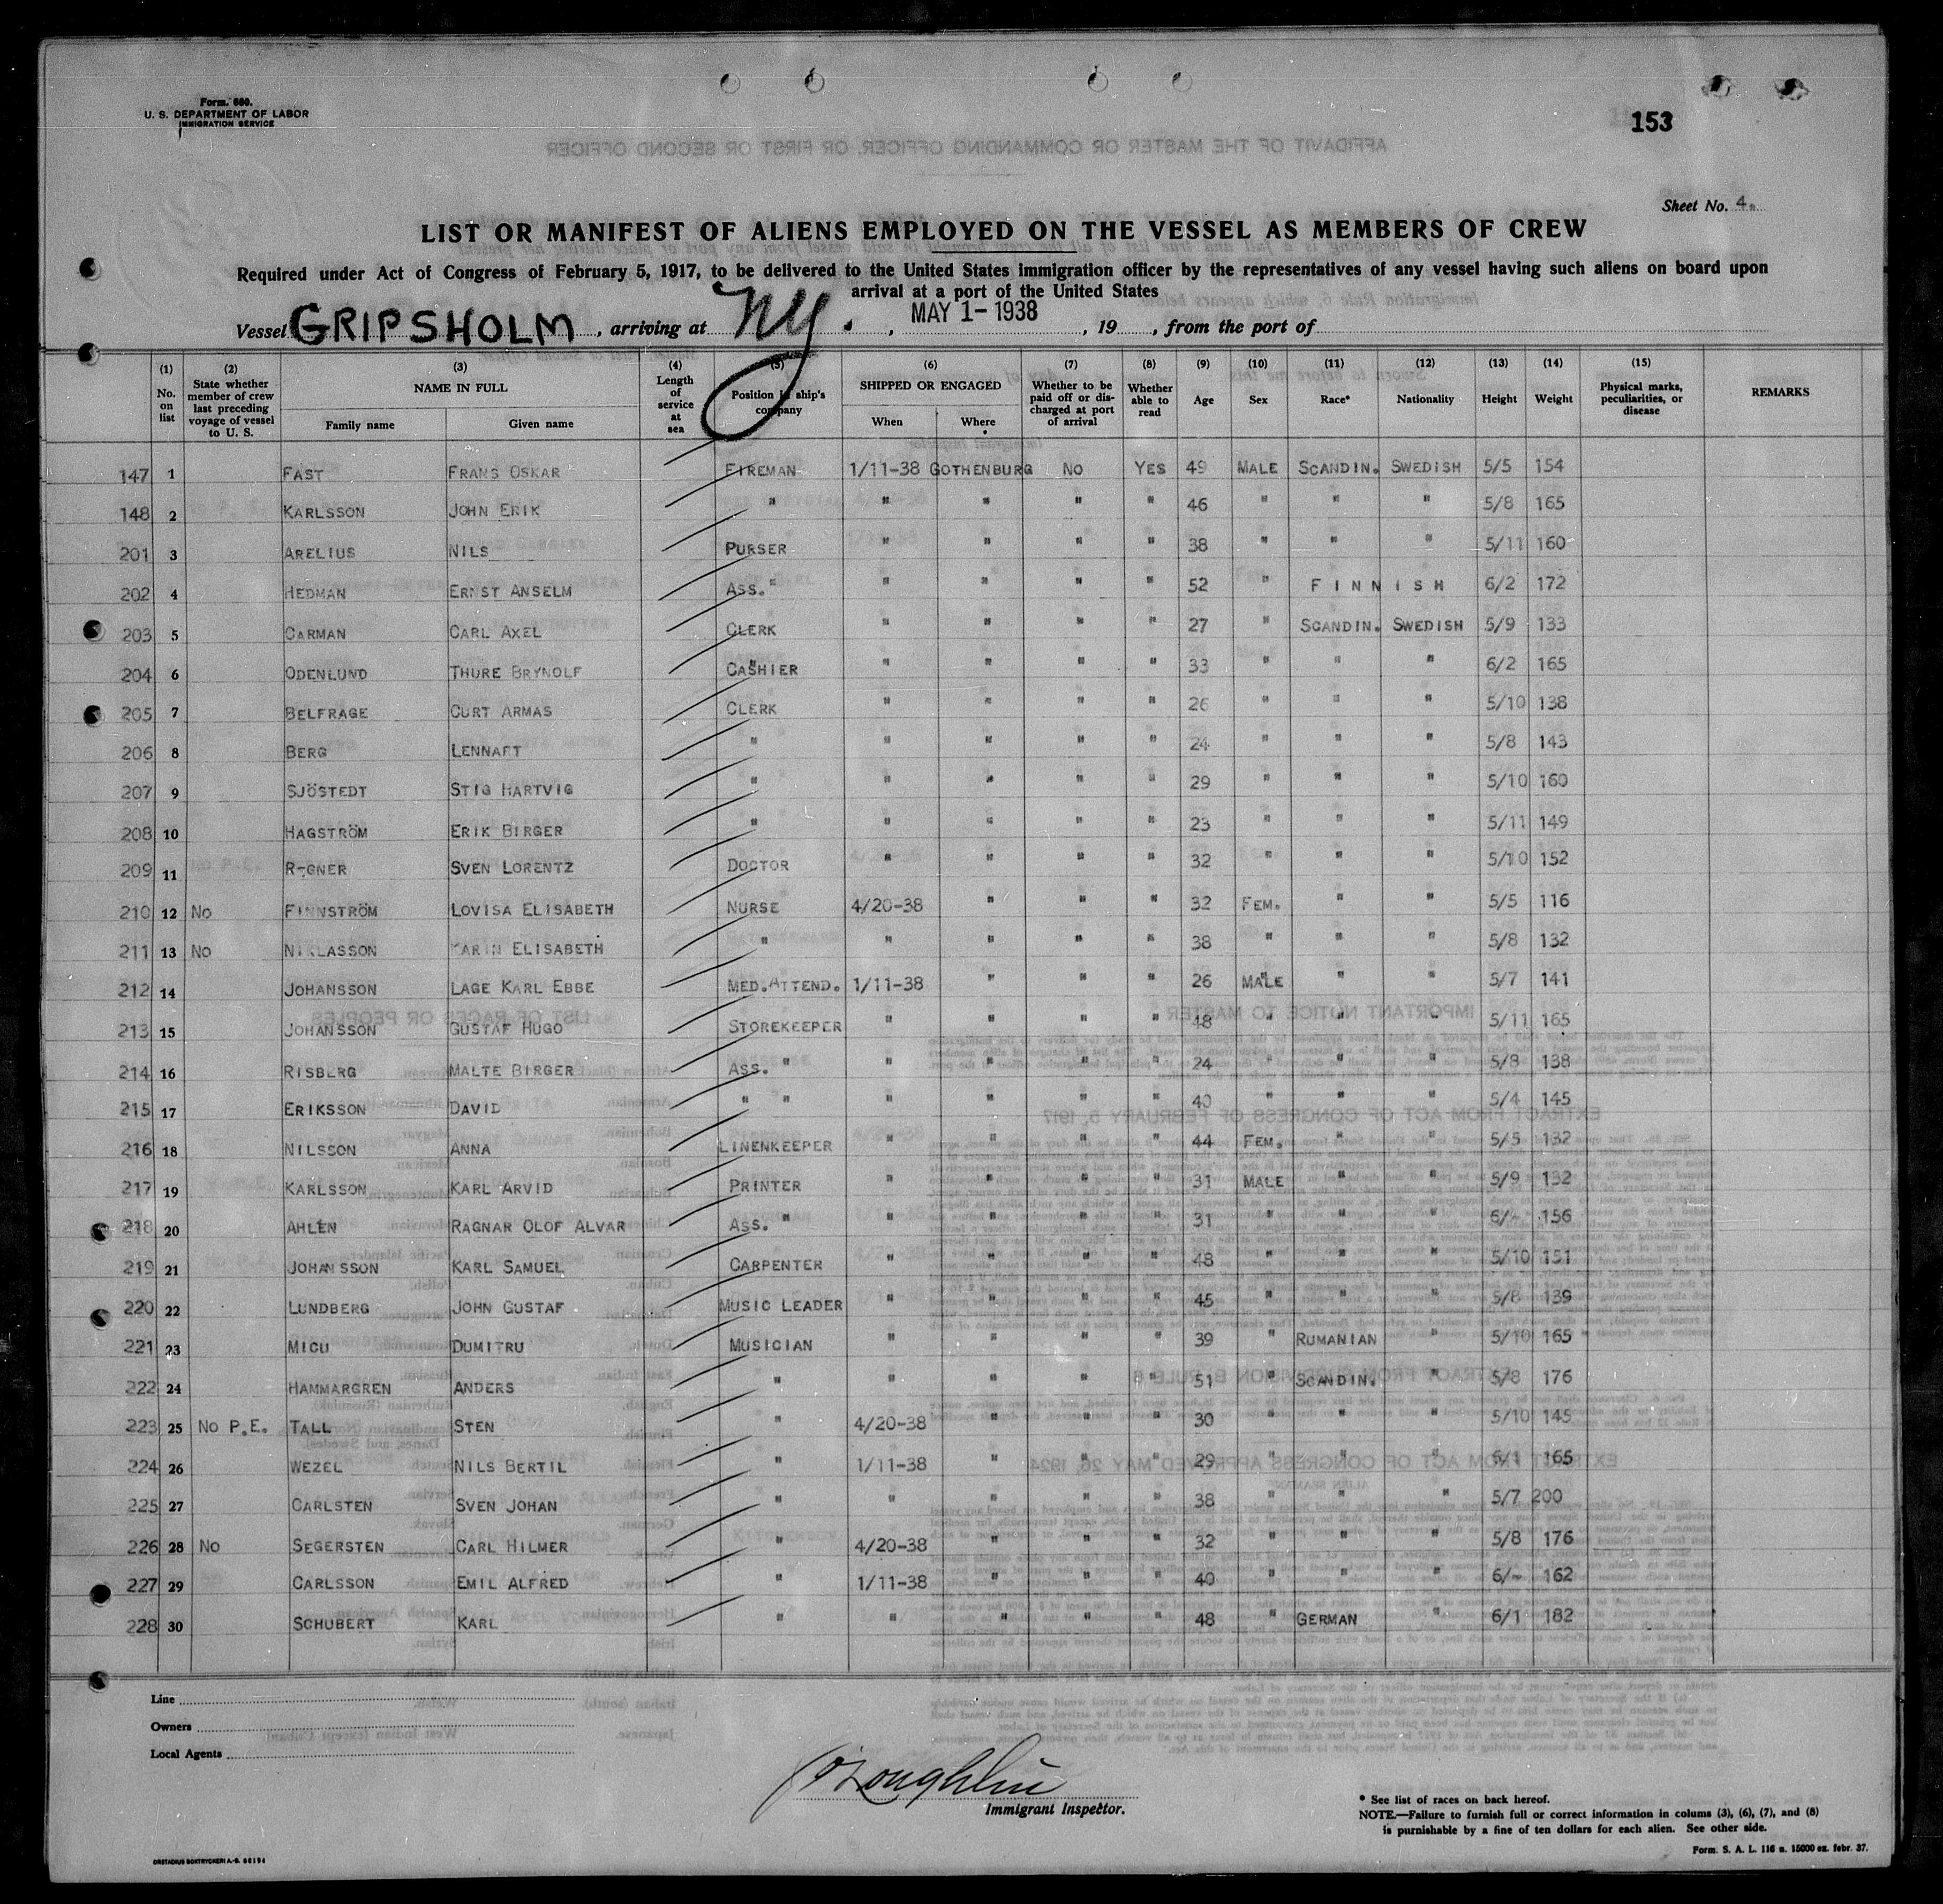 Form. 680.
U. S. DEPARTMENT OF LABOR
IMMIGRATION SERVICE
153
Sheet No. 4
LIST OR MANIFEST OF ALIENS EMPLOYED ON THE VESSEL AS MEMBERS OF CREW
Required under Act of Congress of February 5, 1917, to be delivered to the United States immigration officer by the representatives of any vessel having such aliens on board upon
arrival at a port of the United States
Vessel GRIPSHOLM, arriving at NY. , MAY 1-1938 , 19 , from the port of
(1) No. on list (2) State whether member of crew last preceding voyage of vessel to U. S. (3) NAME IN FULL Family name Given name (4) Length of service at sea (5) Position in ship's company (6) SHIPPED OR ENGAGED When Where (7) Whether to be paid off or discharged at port of arrival (8) Whether able to read (9) Age (10) Sex (11) Race* (12) Nationality (13) Height (14) Weight (15) Physical marks, peculiarities, or disease REMARKS
147 1 FAST FRANS OSKAR FIREMAN 1/11-38 GOTHENBURG NO YES 49 MALE SCANDIN. SWEDISH 5/5 154
148 2 KARLSSON JOHN ERIK " " " " " 46 " " " 5/8 165
201 3 ARELIUS NILS PURSER " " " " 38 " " " 5/11 160
202 4 HEDMAN ERNST ANSELM ASS. " " " " " 52 " FINNISH 6/2 172
203 5 CARMAN CARL AXEL CLERK " " " " 27 " SCANDIN. SWEDISH 5/9 133
204 6 ODENLUND THURE BRYNOLF CASHIER " " " " 33 " " " 6/2 165
205 7 BELFRAGE CURT ARMAS CLERK " " " " 26 " " " 5/10 138
206 8 BERG LENNART " " " " " 24 " " " 5/8 143
207 9 SJÖSTEDT STIG HARTVIG " " " " " 29 " " " 5/10 160
208 10 HAGSTRÖM ERIK BIRGER " " " " " 23 " " " 5/11 149
209 11 SVEN LORENTZ DOCTOR " " " " 32 " " " 5/10 152
210 12 No FINNSTRÖM LOVISA ELISABETH NURSE 4/20-38 " " " 32 FEM. " " 5/5 116
211 13 No NIKLASSON KARIN ELISABETH " " " " " 38 " " " 5/8 132
212 14 JOHANSSON LAGE KARL EBBE MED.ATTEND. 1/11-38 " " " 26 MALE " " 5/7 141
213 15 JOHANSSON GUSTAF HUGO STOREKEEPER " " " " 48 " " " 5/11 165
214 16 RISBERG MALTE BIRGER ASS. " " " " " 24 " " " 5/8 138
215 17 ERIKSSON DAVID " " " " " " 40 " " " 5/4 145
216 18 NILSSON ANNA LINENKEEPER " " " " 44 FEM. " " 5/5 132
217 19 KARLSSON KARL ARVID PRINTER " " " " 31 MALE " " 5/9 132
218 20 AHLÉN RAGNAR OLOF ALVAR ASS. " " " " " 31 " " " 6/- 156
219 21 JOHANSSON KARL SAMUEL CARPENTER " " " " 48 " " " 5/10 151
220 22 LUNDBERG JOHN GUSTAF MUSIC LEADER " " " " 45 " " " 5/8 139
221 23 MICU DUMITRU MUSICIAN " " " " 39 " RUMANIAN " 5/10 165
222 24 HAMMARGREN ANDERS " " " " " 51 " SCANDIN. " 5/8 176
223 25 No P.E. TALL STEN " 4/20-38 " " " 30 " " " 5/10 145
224 26 WEZEL NILS BERTIL " 1/11-38 " " " 29 " " " 6/1 165
225 27 CARLSTEN SVEN JOHAN " " " " " 38 " " " 5/7 200
226 28 No SEGERSTEN CARL HILMER " 4/20-38 " " " 32 " " " 5/8 176
227 29 CARLSSON EMIL ALFRED " 1/11-38 " " " 40 " " " 6/- 162
228 30 SCHUBERT KARL " " " " " 48 " GERMAN " 6/1 182
Line
Owners
Local Agents
O'Loughlin
Immigrant Inspector.
* See list of races on back hereof.
NOTE.—Failure to furnish full or correct information in colums (3), (6), (7), and (8)
is purnishable by a fine of ten dollars for each alien. See other side.
Form. S. A. L. 116 n. 15000 ex. febr. 37.